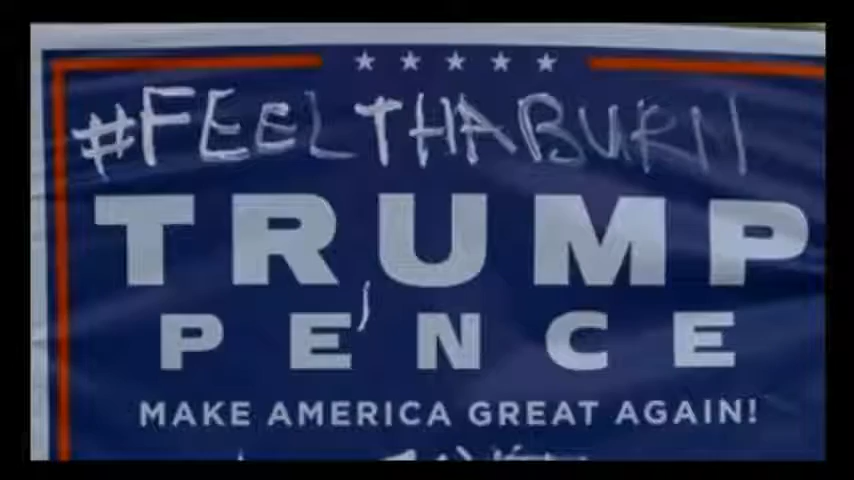 #FEELTHABURN
TRUMP
PENCE
MAKE AMERICA GREAT AGAIN!